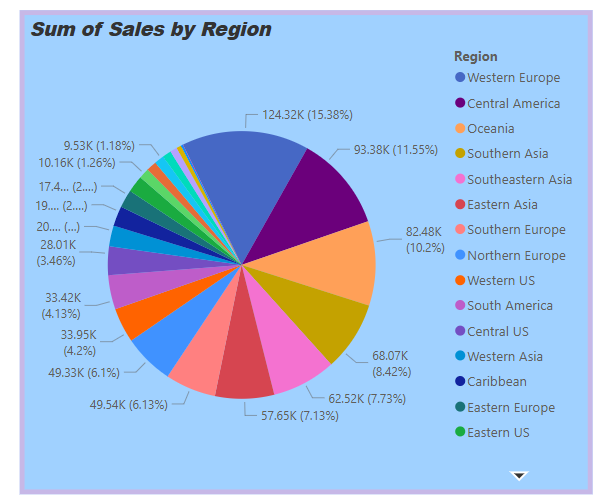 Sum of Sales by Region
Region
Western Europe
Central America
Oceania
Southern Asia
Southeastern Asia
Eastern Asia
Southern Europe
Northern Europe
Western US
South America
Central US
Western Asia
Caribbean
Eastern Europe
Eastern US
124.32K (15.38%)
93.38K (11.55%)
82.48K
(10.2%)
68.07K
(8.42%)
62.52K (7.73%)
57.65K (7.13%)
49.54K (6.13%)
49.33K (6.1%)
33.95K
(4.2%)
33.42K
(4.13%)
28.01K
(3.46%)
20.... (...)
19.... (2....)
17.4... (2....)
10.16K (1.26%)
9.53K (1.18%)